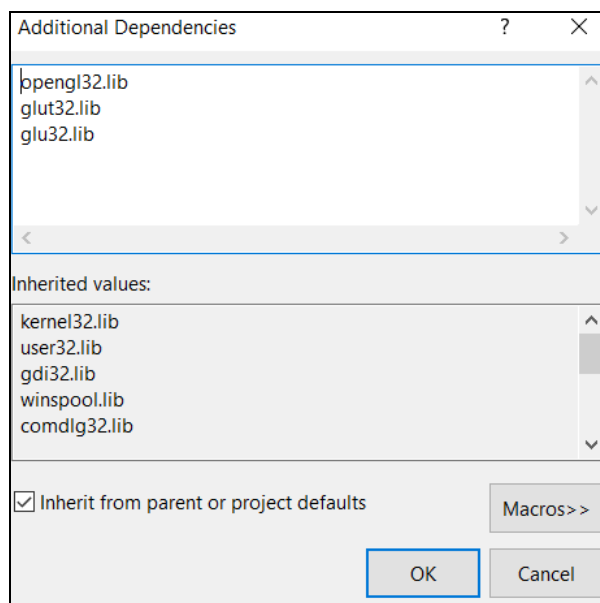 Additional Dependencies
opengl32.lib
glut32.lib
glu32.lib
Inherited values:
kernel32.lib
user32.lib
gdi32.lib
winspool.lib
comdlg32.lib
Inherit from parent or project defaults
Macros>>
OK
Cancel